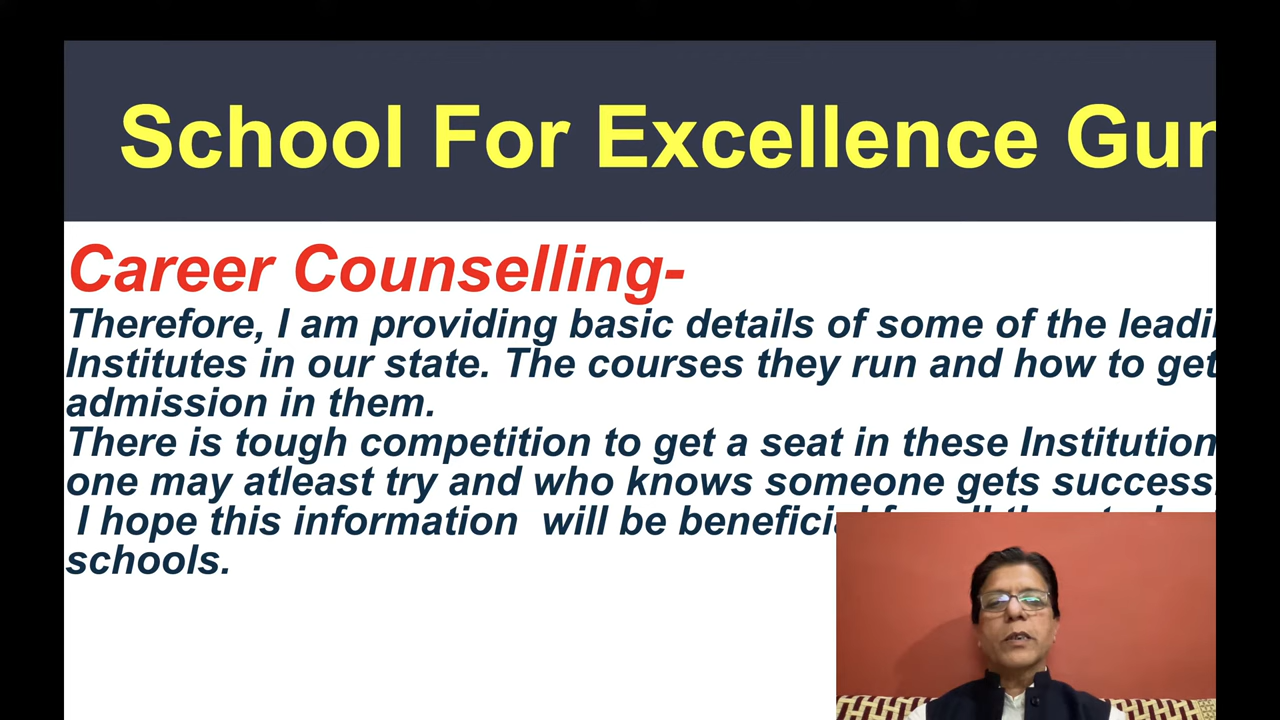 School For Excellence Gun
Career Counselling-
Therefore, I am providing basic details of some of the leadi
Institutes in our state. The courses they run and how to get
admission in them.
There is tough competition to get a seat in these Institution
one may atleast try and who knows someone gets success
I hope this information will be beneficia
schools.